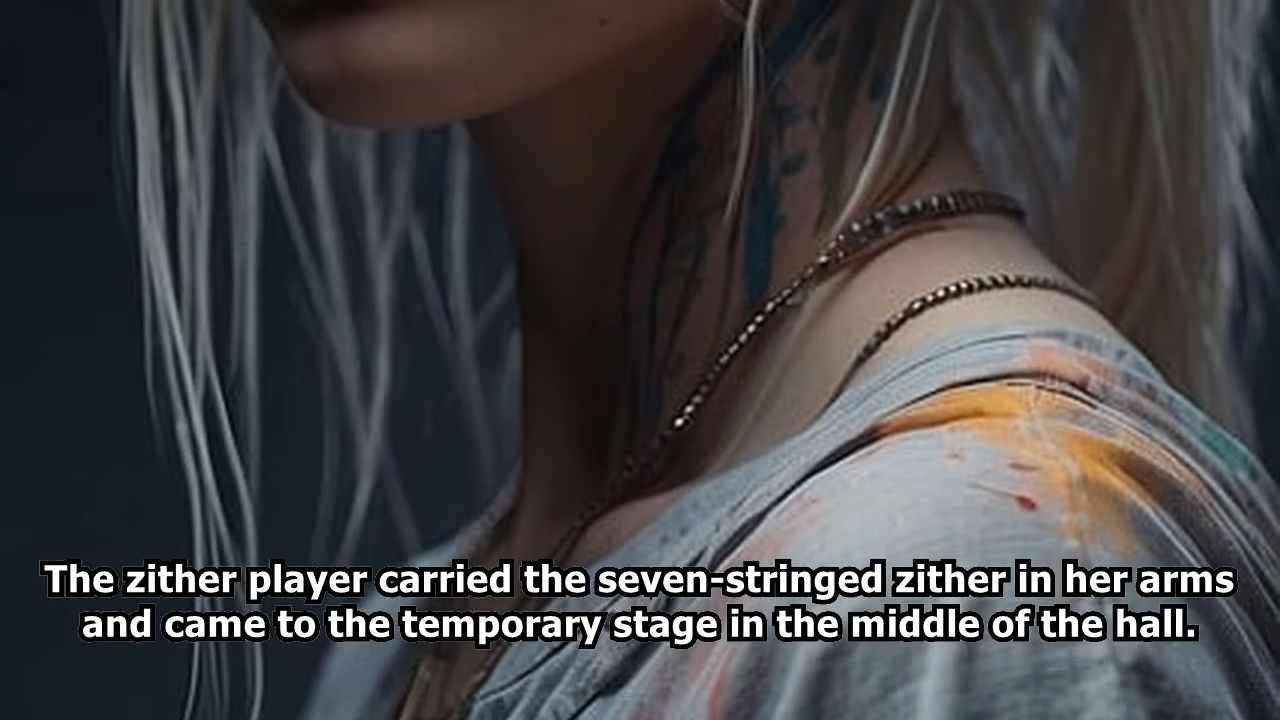 The zither player carried the seven-stringed zither in her arms
and came to the temporary stage in the middle of the hall.